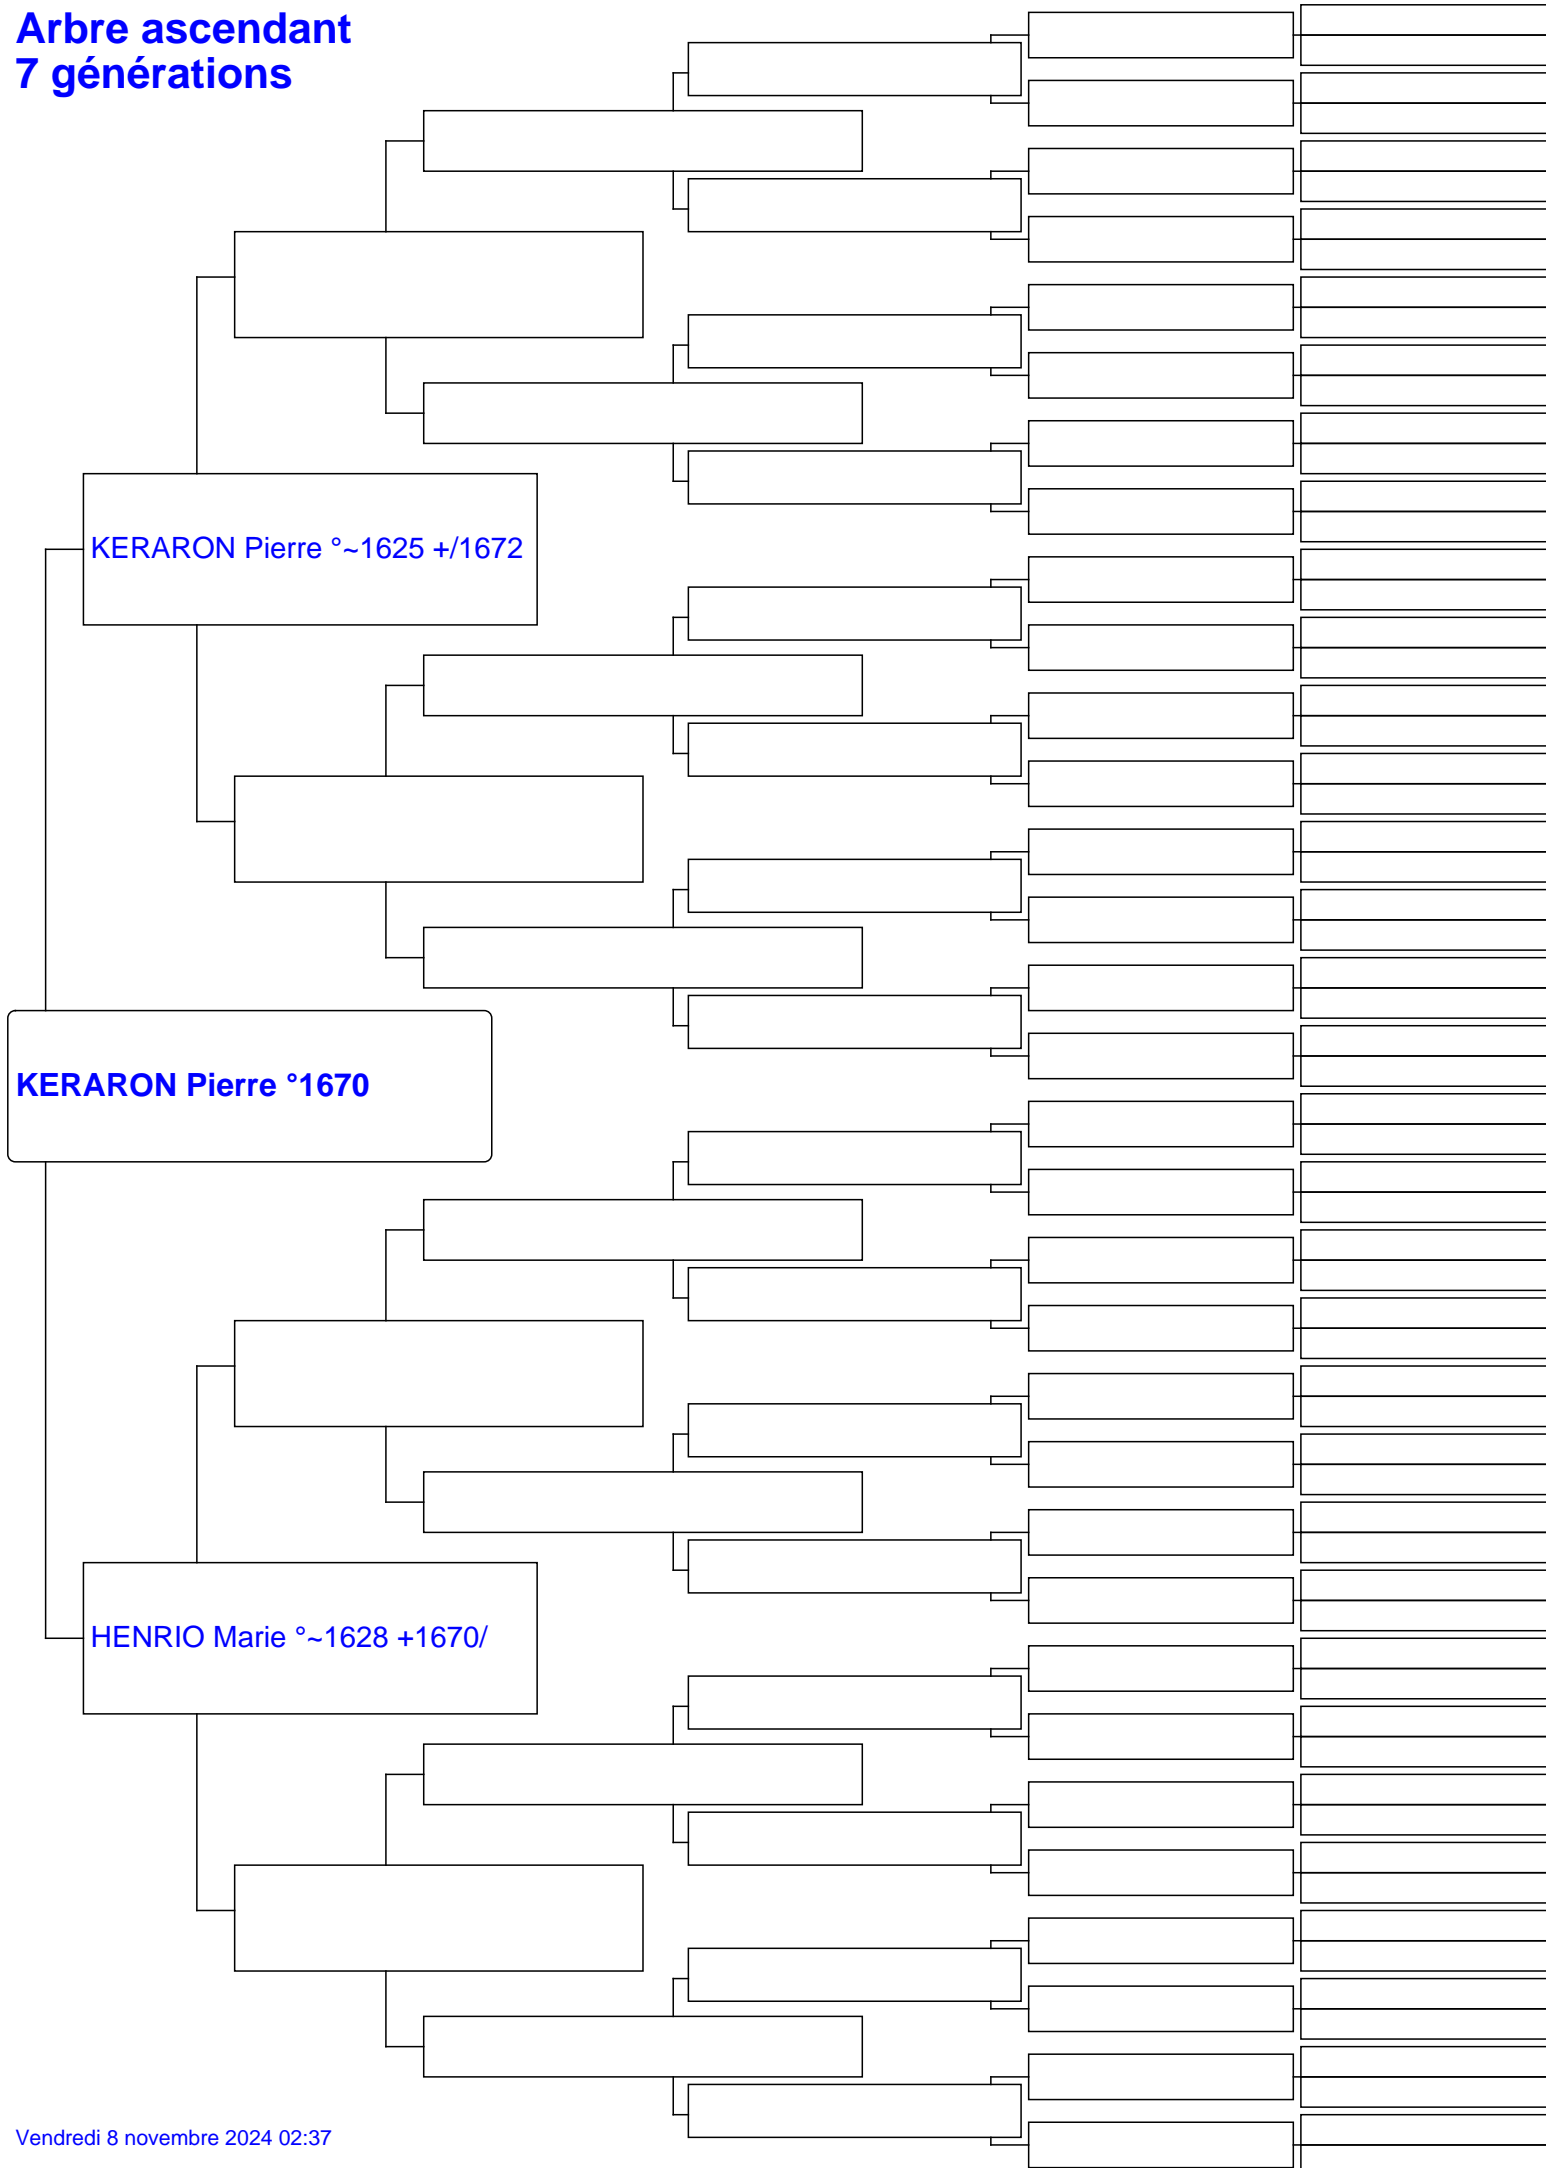 Arbre ascendant
7 générations
KERARON Pierre °~1625 +/1672
KERARON Pierre °1670
HENRIO Marie °~1628 +1670/
Vendredi 8 novembre 2024 02:37